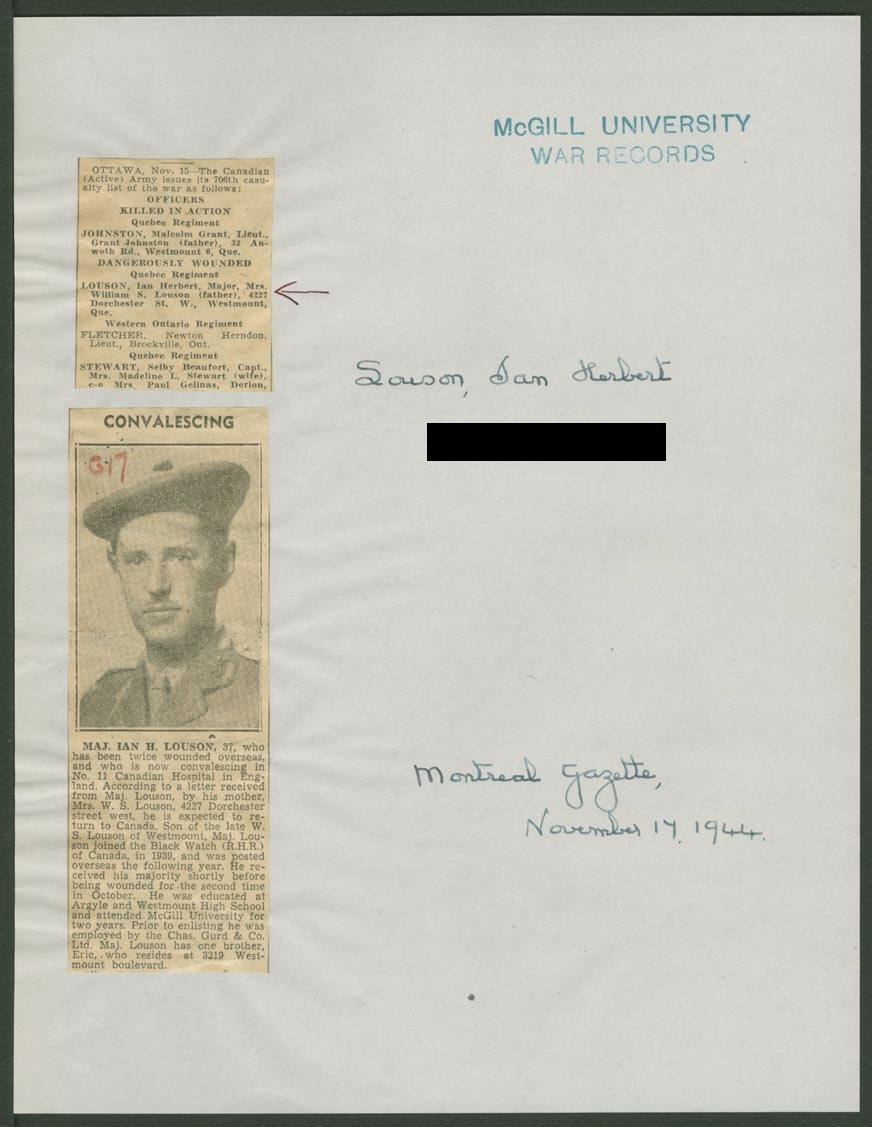 McGILL UNIVERSITY
WAR RECORDS
OTTAWA, Nov. 15—The Canadian
(Active) Army issues its 706th casu-
alty list of the war as follows:
OFFICERS
KILLED IN ACTION
Quebec Regiment
JOHNSTON, Malcolm Grant, Lieut.,
Grant Johnston (father), 32 An-
woth Rd., Westmount 6, Que.
DANGEROUSLY WOUNDED
Quebec Regiment
LOUSON, Ian Herbert, Major, Mrs.
William S. Louson (father), 4227
Dorchester St. W., Westmount,
Que.
Western Ontario Regiment
FLETCHER, Newton Herndon,
Lieut., Brockville, Ont.
Quebec Regiment
STEWART, Selby Beaufort, Capt.,
Mrs. Madeline L. Stewart (wife),
c-o Mrs. Paul Gelinas, Dorion,
Louson, Ian Herbert
CONVALESCING
G17
MAJ. IAN H. LOUSON, 37, who
has been twice wounded overseas,
and who is now convalescing in
No. 11 Canadian Hospital in Eng-
land. According to a letter received
from Maj. Louson, by his mother,
Mrs. W. S. Louson, 4227 Dorchester
street west, he is expected to re-
turn to Canada. Son of the late W.
S. Louson of Westmount, Maj. Lou-
son joined the Black Watch (R.H.R.)
of Canada, in 1939, and was posted
overseas the following year. He re-
ceived his majority shortly before
being wounded for the second time
in October. He was educated at
Argyle and Westmount High School
and attended McGill University for
two years. Prior to enlisting he was
employed by the Chas. Gurd & Co.
Ltd. Maj. Louson has one brother,
Eric, who resides at 3219 West-
mount boulevard.
Montreal Gazette,
November 17, 1944.